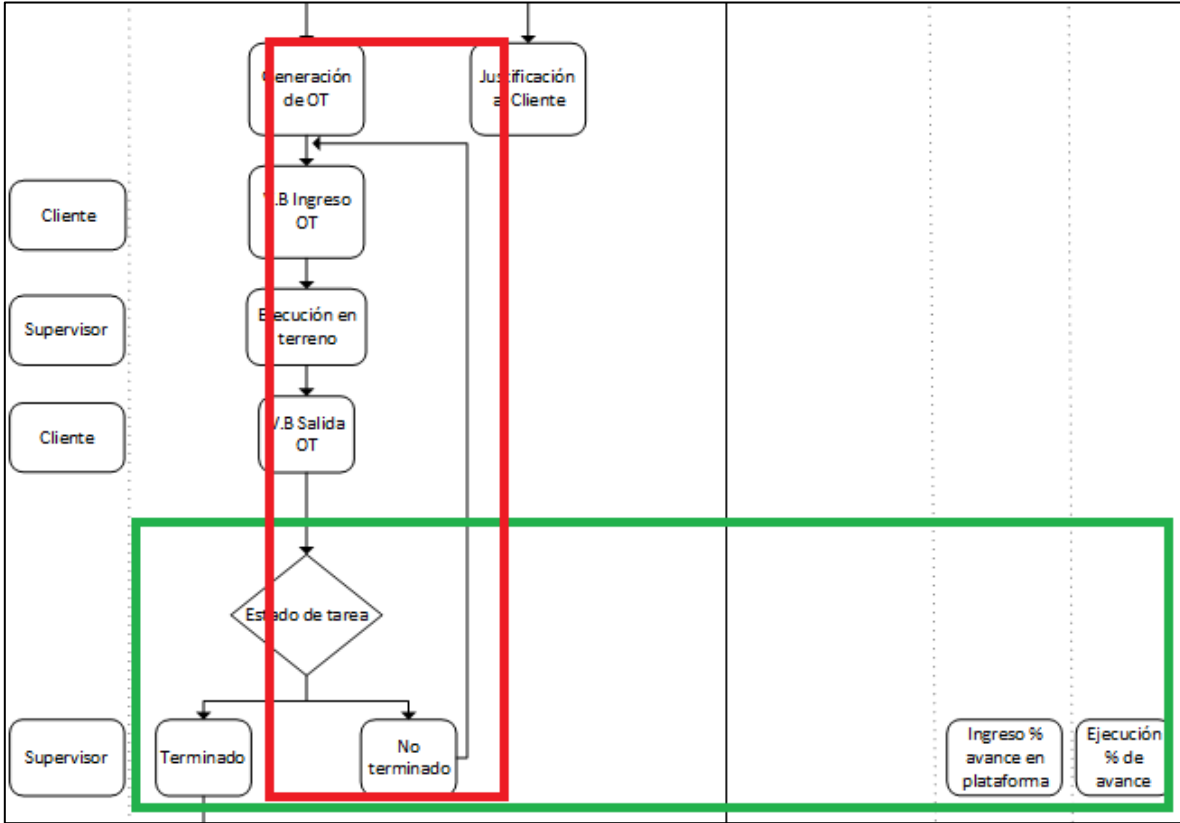 Generación
de OT
Justificación
al Cliente
Cliente
V.B Ingreso
OT
Supervisor
Ejecución en
terreno
Cliente
V.B Salida
OT
Estado de tarea
Supervisor
Terminado
No
terminado
Ingreso %
avance en
plataforma
Ejecución
% de
avance